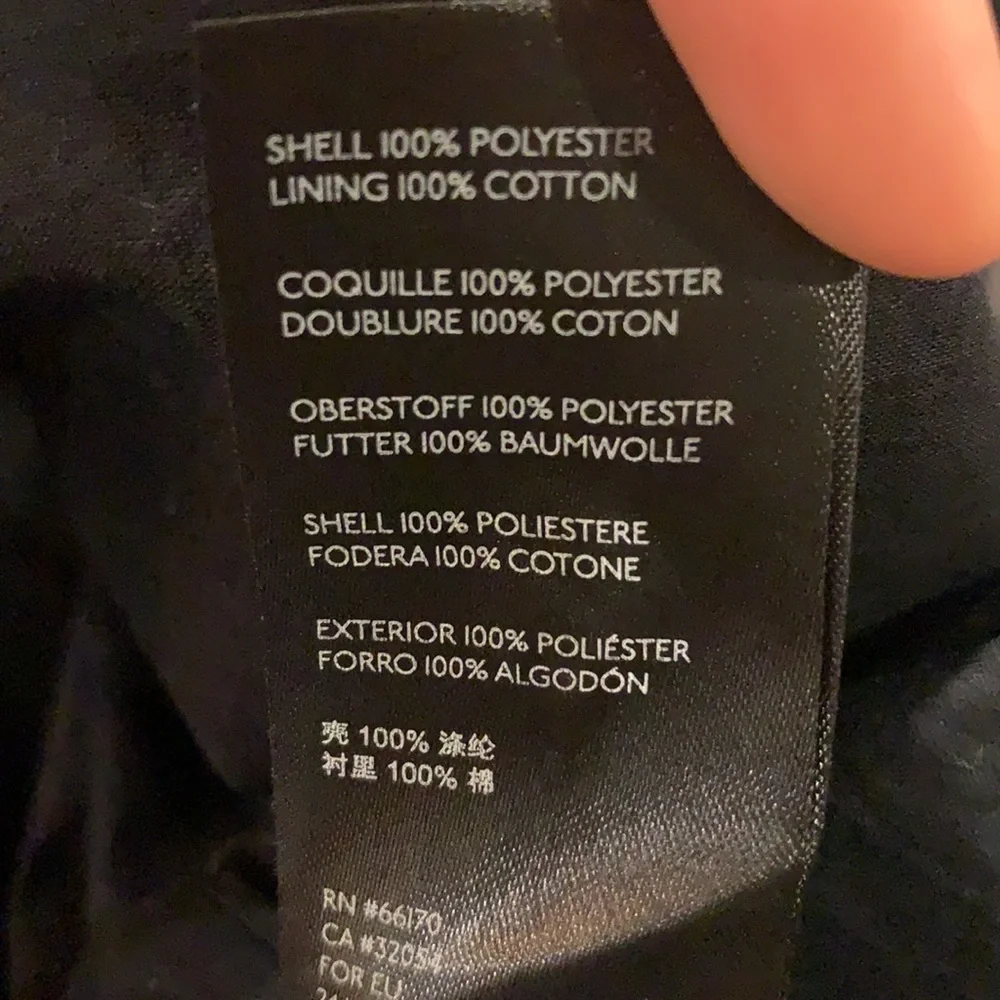 SHELL 100% POLYESTER
LINING 100% COTTON
COQUILLE 100% POLYESTER
DOUBLURE 100% COTON
OBERSTOFF 100% POLYESTER
FUTTER 100% BAUMWOLLE
SHELL 100% POLIESTERE
FODERA 100% COTONE
EXTERIOR 100% POLIÉSTER
FORRO 100% ALGODÓN
壳 100% 涤纶
衬里 100% 棉
RN #66170
CA #32054
FOR EU